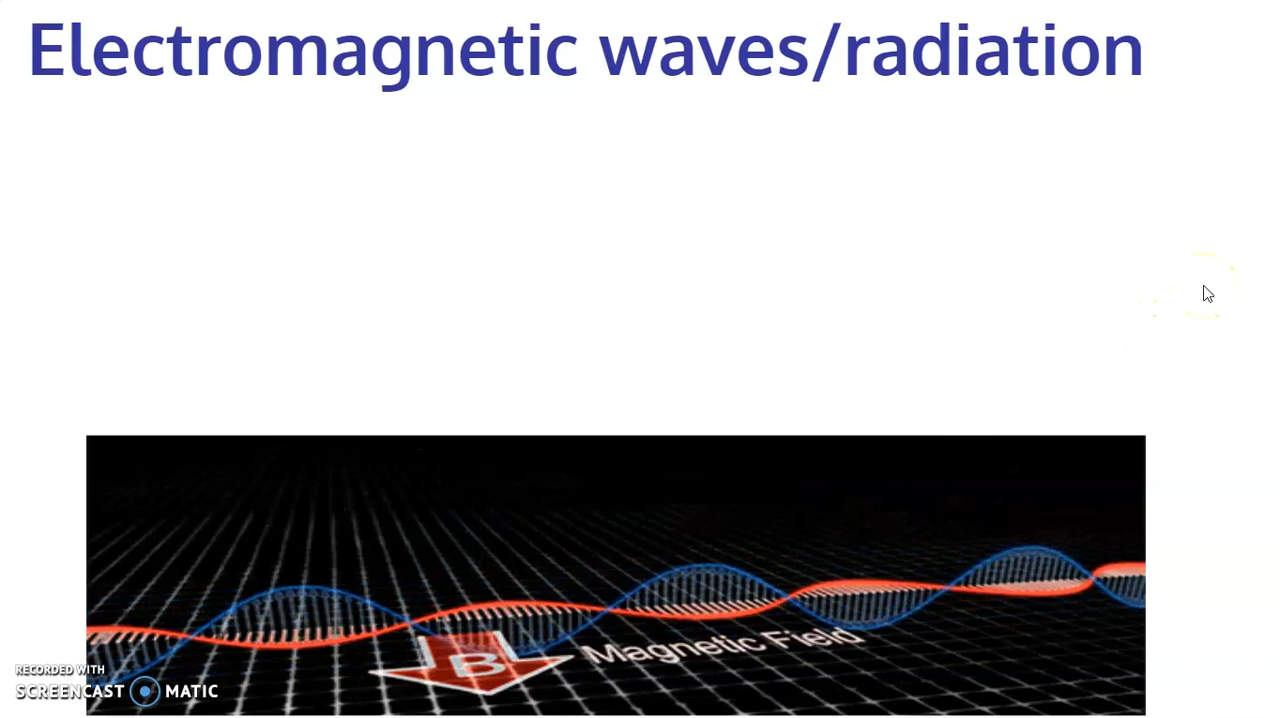 Electromagnetic waves/radiation
B
Magnetic Field
RECORDED WITH
SCREENCAST MATIC